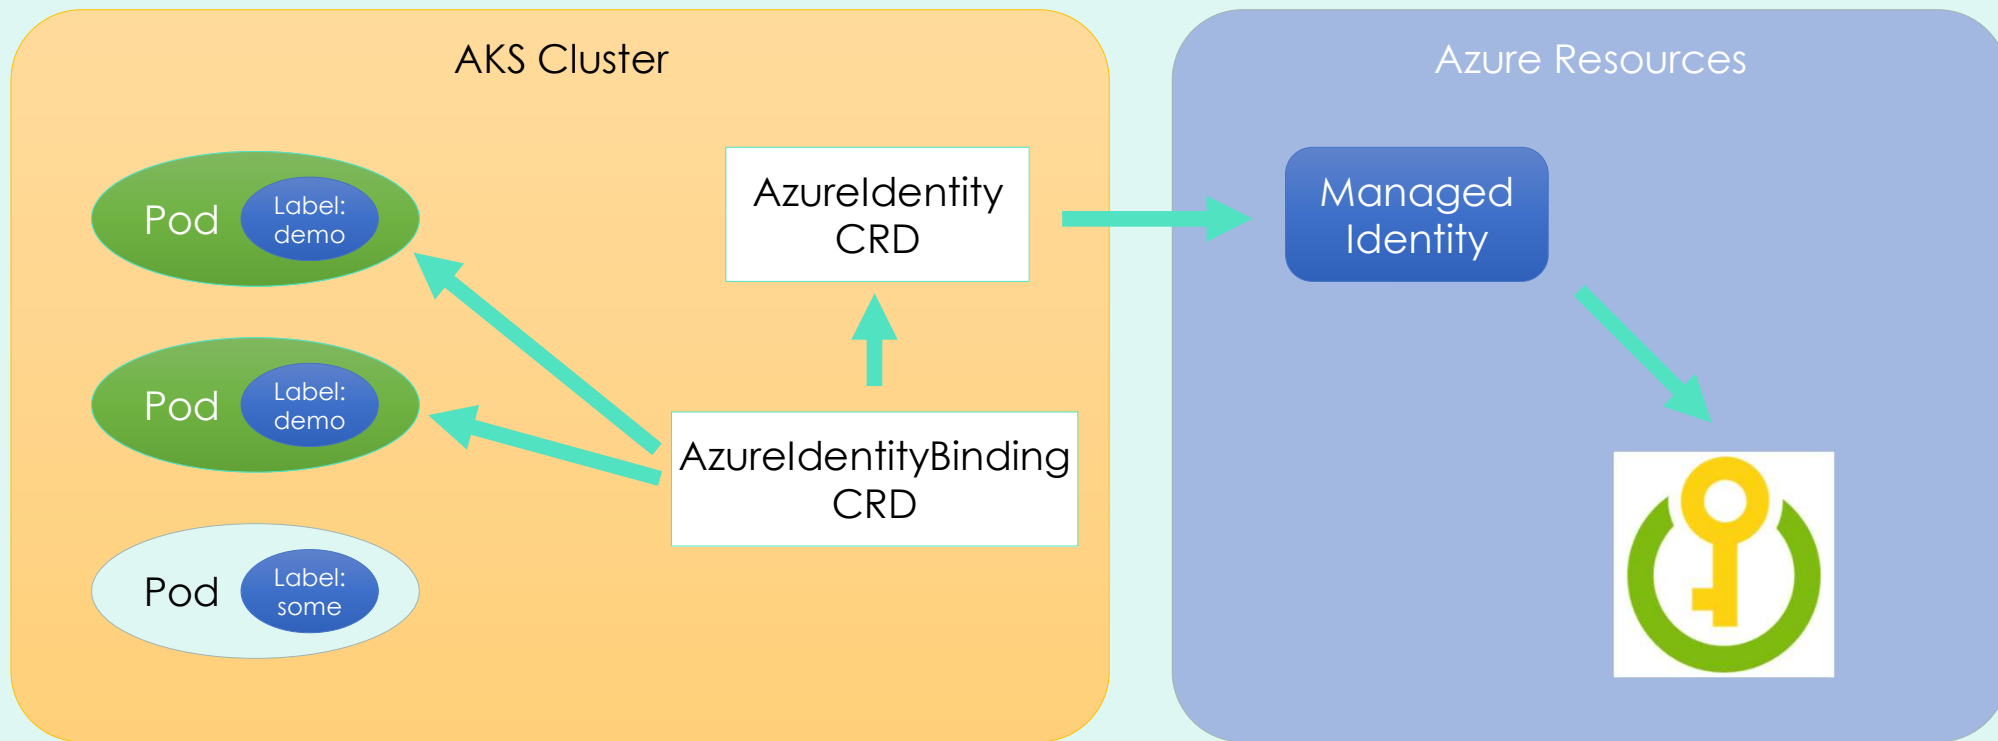 AKS Cluster
Azure Resources
Pod
Label:
demo
AzureIdentity
CRD
Managed
Identity
Pod
Label:
demo
AzureIdentityBinding
CRD
Pod
Label:
some